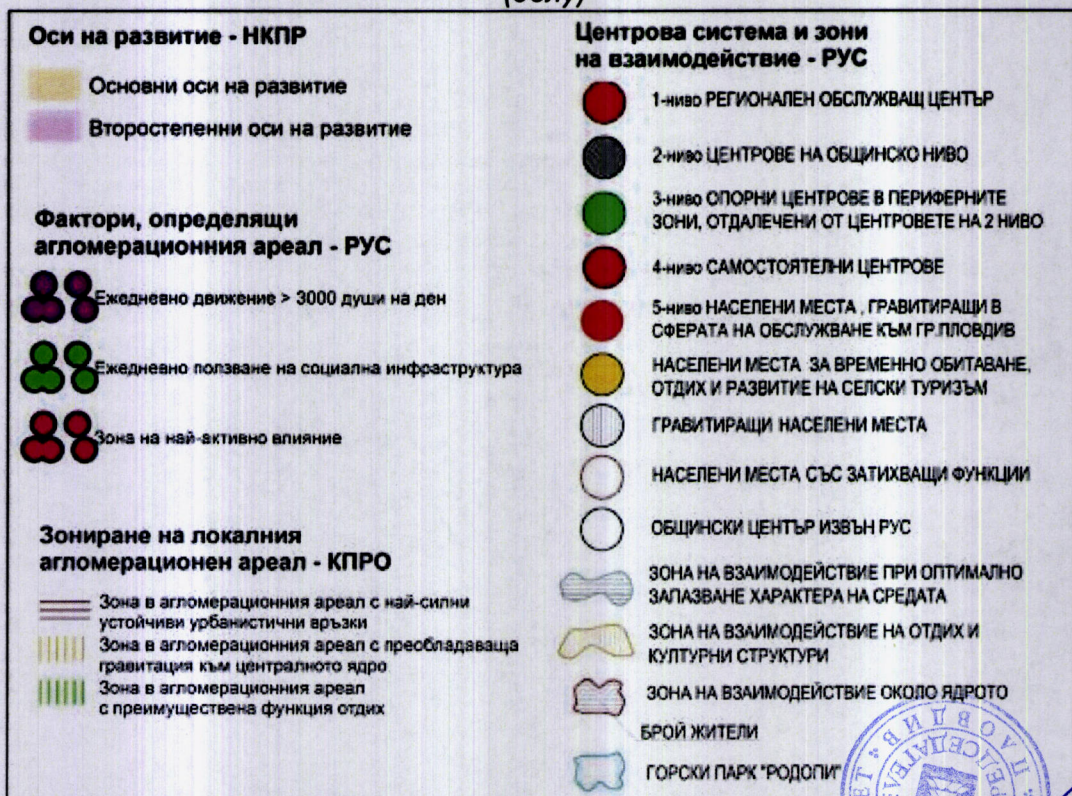 Оси на развитие - НКПР
Основни оси на развитие
Второстепенни оси на развитие
Фактори, определящи
агломерационния ареал - РУС
Ежедневно движение > 3000 души на ден
Ежедневно ползване на социална инфраструктура
Зона на най-активно влияние
Зониране на локалния
агломерационен ареал - КПРО
Зона в агломерационния ареал с най-силни
устойчиви урбанистични връзки
Зона в агломерационния ареал с преобладаваща
гравитация към централното ядро
Зона в агломерационния ареал
с преимуществена функция отдих
Центрова система и зони
на взаимодействие - РУС
1-ниво РЕГИОНАЛЕН ОБСЛУЖВАЩ ЦЕНТЪР
2-ниво ЦЕНТРОВЕ НА ОБЩИНСКО НИВО
3-ниво ОПОРНИ ЦЕНТРОВЕ В ПЕРИФЕРНИТЕ
ЗОНИ, ОТДАЛЕЧЕНИ ОТ ЦЕНТРОВЕТЕ НА 2 НИВО
4-ниво САМОСТОЯТЕЛНИ ЦЕНТРОВЕ
5-ниво НАСЕЛЕНИ МЕСТА , ГРАВИТИРАЩИ В
СФЕРАТА НА ОБСЛУЖВАНЕ КЪМ ГР.ПЛОВДИВ
НАСЕЛЕНИ МЕСТА ЗА ВРЕМЕННО ОБИТАВАНЕ,
ОТДИХ И РАЗВИТИЕ НА СЕЛСКИ ТУРИЗЪМ
ГРАВИТИРАЩИ НАСЕЛЕНИ МЕСТА
НАСЕЛЕНИ МЕСТА СЪС ЗАТИХВАЩИ ФУНКЦИИ
ОБЩИНСКИ ЦЕНТЪР ИЗВЪН РУС
ЗОНА НА ВЗАИМОДЕЙСТВИЕ ПРИ ОПТИМАЛНО
ЗАПАЗВАНЕ ХАРАКТЕРА НА СРЕДАТА
ЗОНА НА ВЗАИМОДЕЙСТВИЕ НА ОТДИХ И
КУЛТУРНИ СТРУКТУРИ
ЗОНА НА ВЗАИМОДЕЙСТВИЕ ОКОЛО ЯДРОТО
БРОЙ ЖИТЕЛИ
ГОРСКИ ПАРК "РОДОПИ"
ПЛОВДИВ